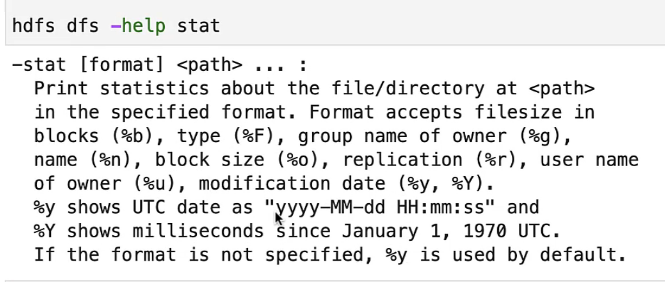 hdfs dfs -help stat
-stat [format] <path> ... :
Print statistics about the file/directory at <path>
in the specified format. Format accepts filesize in
blocks (%b), type (%F), group name of owner (%g),
name (%n), block size (%o), replication (%r), user name
of owner (%u), modification date (%y, %Y).
%y shows UTC date as "yyyy-MM-dd HH:mm:ss" and
%Y shows milliseconds since January 1, 1970 UTC.
If the format is not specified, %y is used by default.